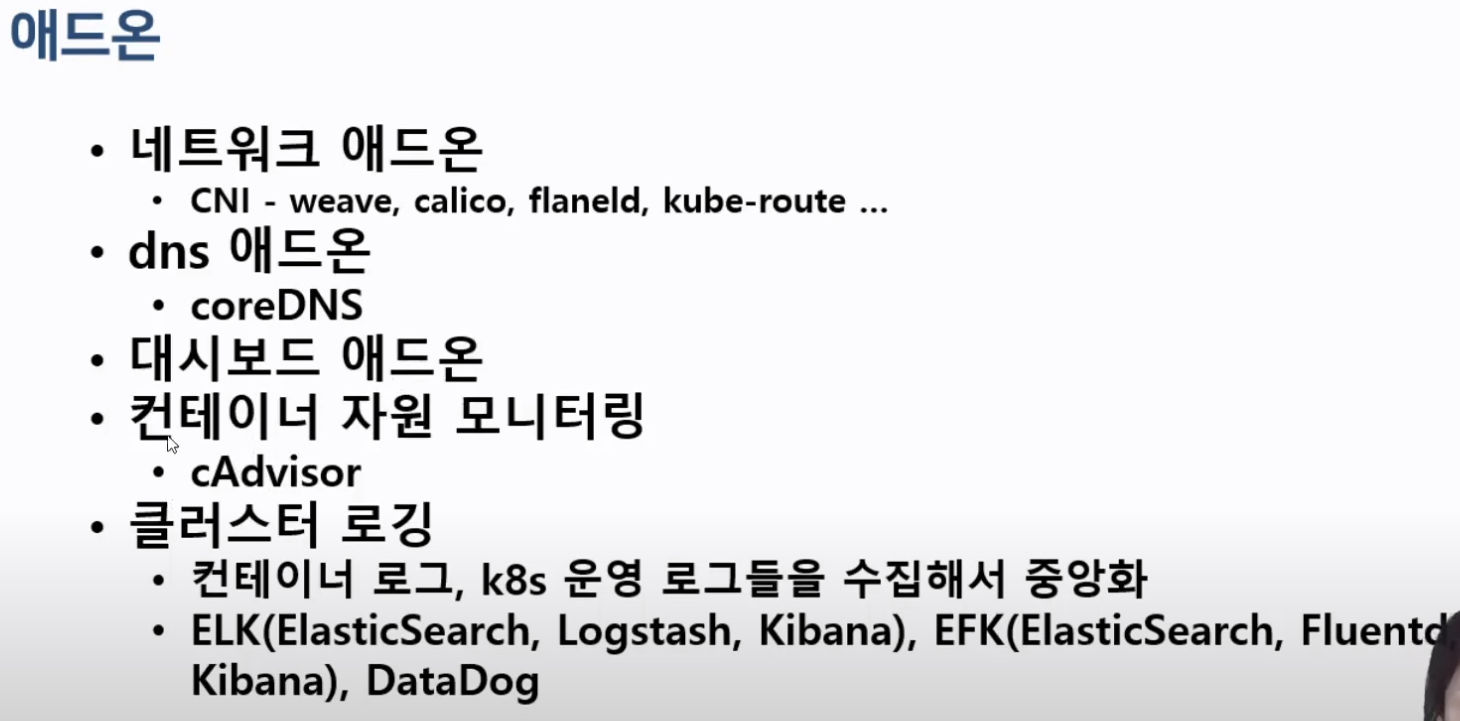 애드온
• 네트워크 애드온
• CNI - weave, calico, flaneld, kube-route ...
• dns 애드온
• coreDNS
• 대시보드 애드온
• 컨테이너 자원 모니터링
• cAdvisor
• 클러스터 로깅
• 컨테이너 로그, k8s 운영 로그들을 수집해서 중앙화
• ELK(ElasticSearch, Logstash, Kibana), EFK(ElasticSearch, Fluentd,
Kibana), DataDog